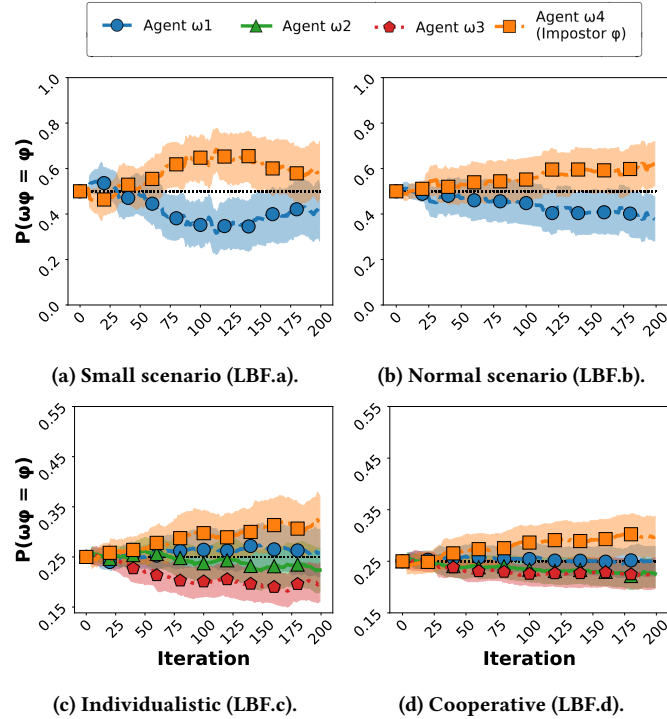 Agent ω1
Agent ω2
Agent ω3
Agent ω4
(Impostor φ)
P(ωφ = φ)
1.0
0.8
0.6
0.4
0.2
0.0
0 25 50 75 100 125 150 175 200
1.0
0.8
0.6
0.4
0.2
0.0
0 25 50 75 100 125 150 175 200
(a) Small scenario (LBF.a).
(b) Normal scenario (LBF.b).
P(ωφ = φ)
0.55
0.45
0.25
0.15
0 25 50 75 100 125 150 175 200
Iteration
0.55
0.45
0.25
0.15
0 25 50 75 100 125 150 175 200
Iteration
(c) Individualistic (LBF.c).
(d) Cooperative (LBF.d).